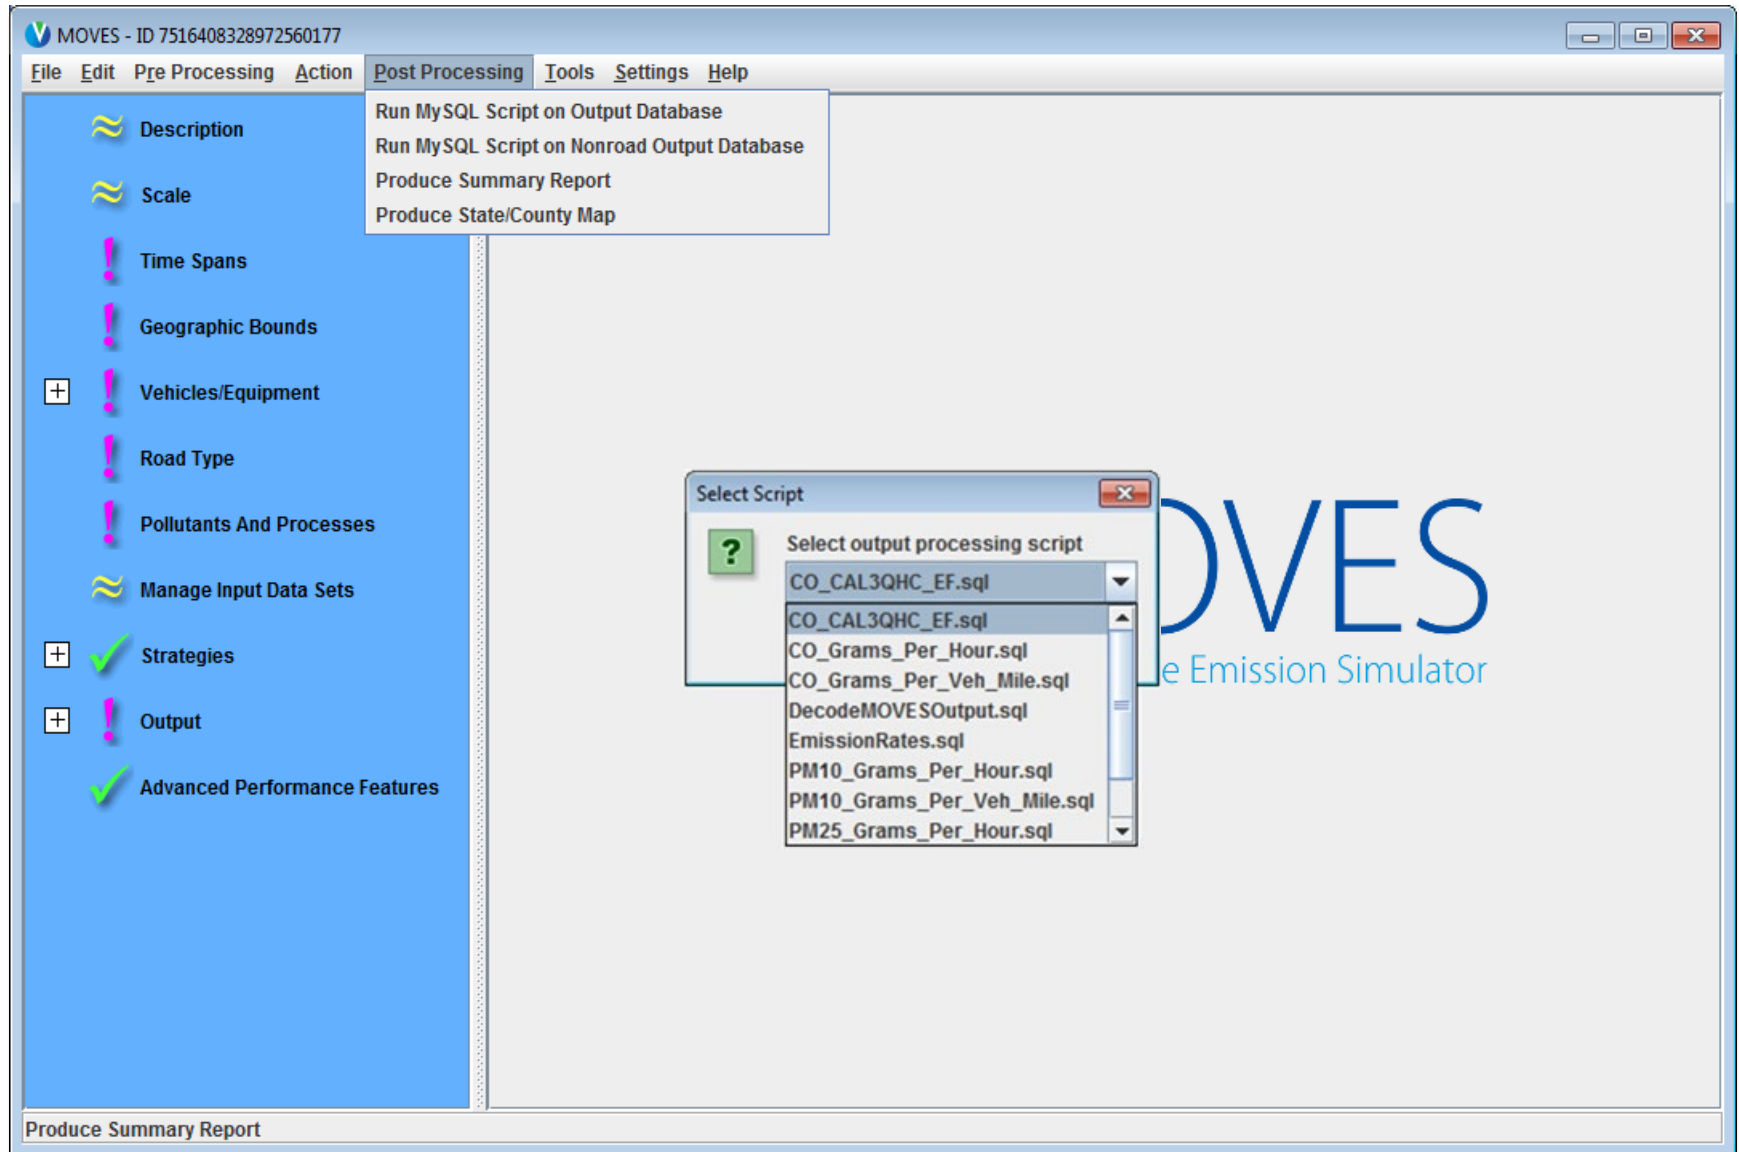 MOVES - ID 7516408328972560177
File Edit Pre Processing Action Post Processing Tools Settings Help
Run MySQL Script on Output Database
Run MySQL Script on Nonroad Output Database
Produce Summary Report
Produce State/County Map
Description
Scale
Time Spans
Geographic Bounds
Vehicles/Equipment
Road Type
Pollutants And Processes
Manage Input Data Sets
Strategies
Output
Advanced Performance Features
Select Script
Select output processing script
CO_CAL3QHC_EF.sql
CO_CAL3QHC_EF.sql
CO_Grams_Per_Hour.sql
CO_Grams_Per_Veh_Mile.sql
DecodeMOVESOutput.sql
EmissionRates.sql
PM10_Grams_Per_Hour.sql
PM10_Grams_Per_Veh_Mile.sql
PM25_Grams_Per_Hour.sql
OVES
e Emission Simulator
Produce Summary Report